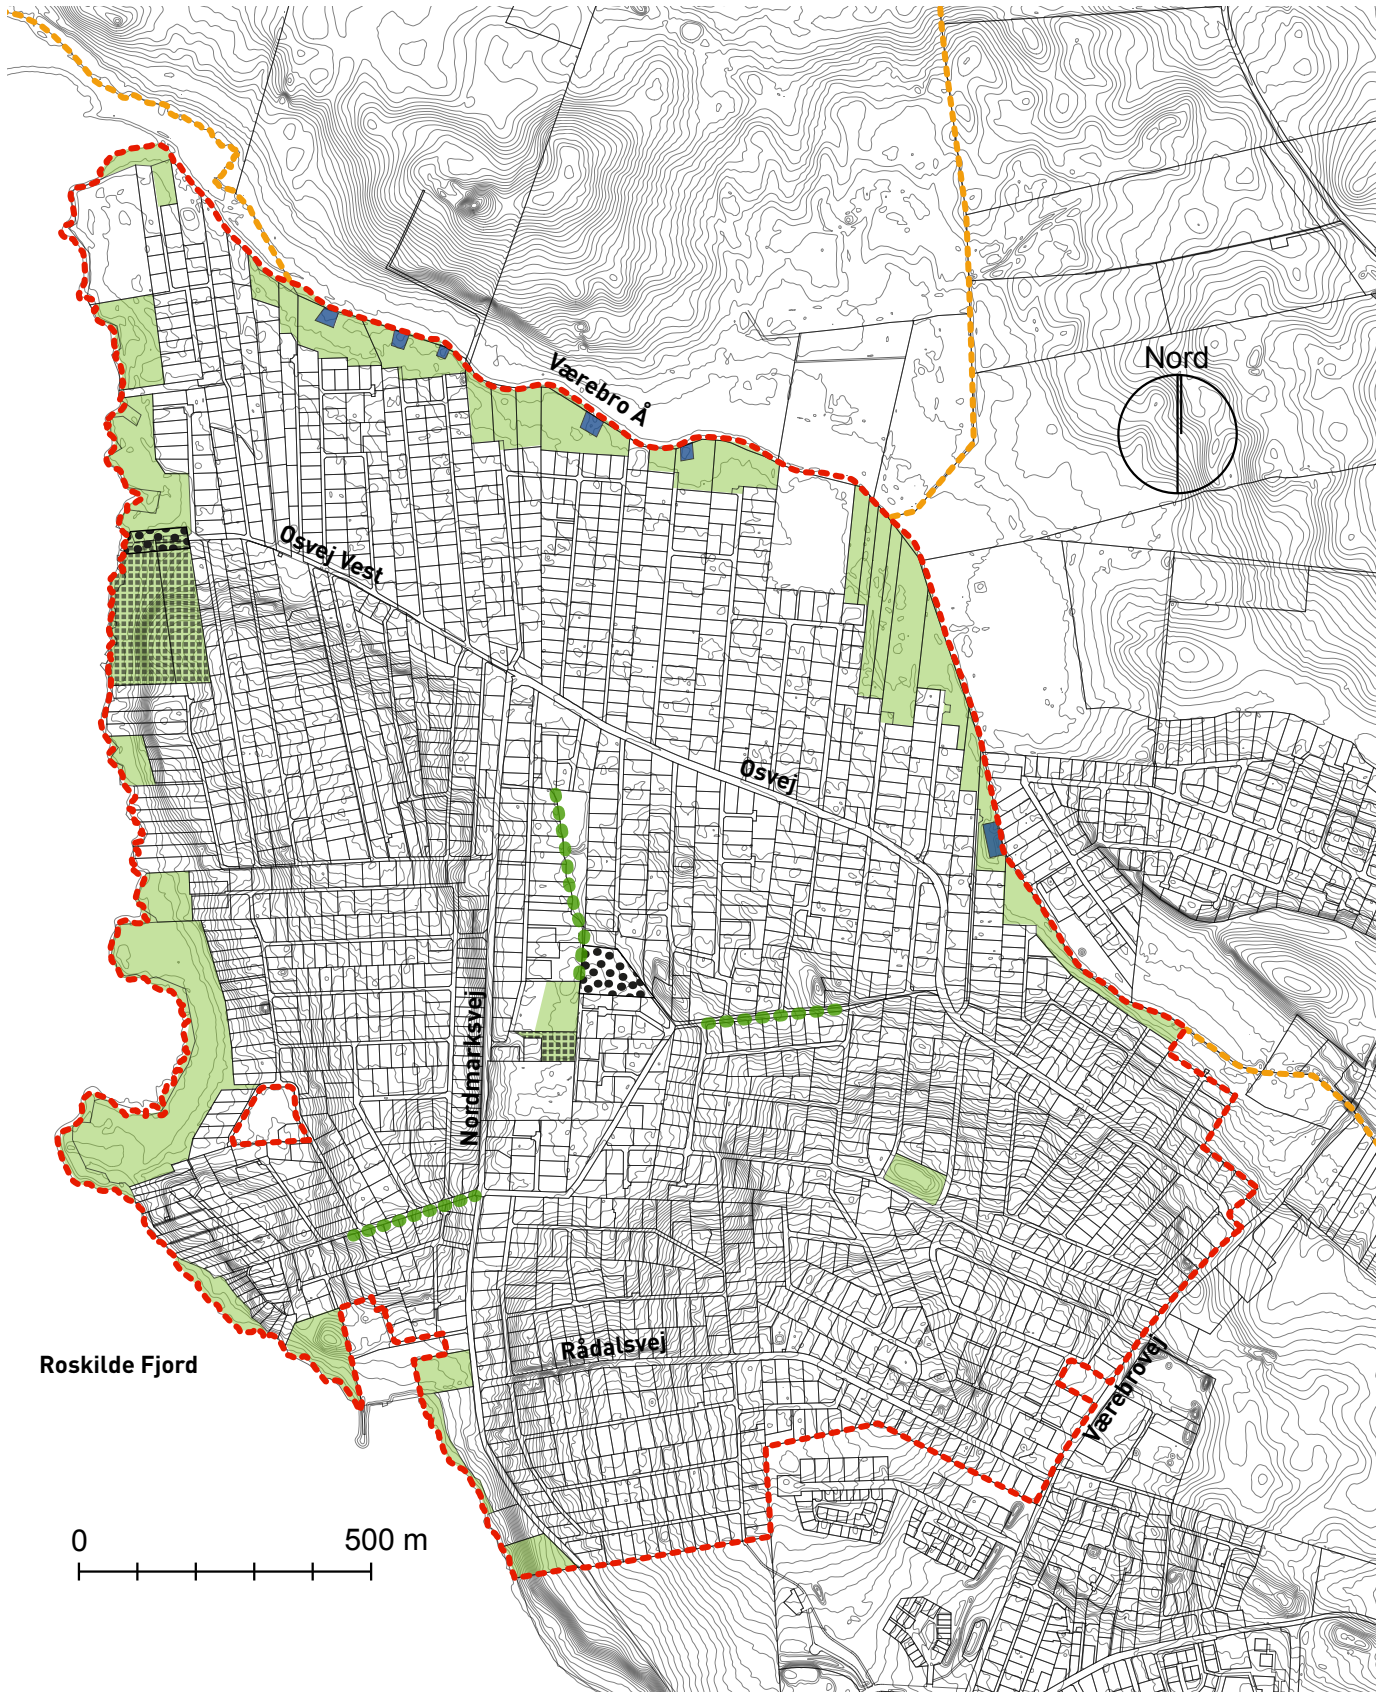 Nord
Værebro Å
Osvej Vest
Osvej
Nordmarksvej
Rådalsvej
Værebrovej
Roskilde Fjord
0 500 m